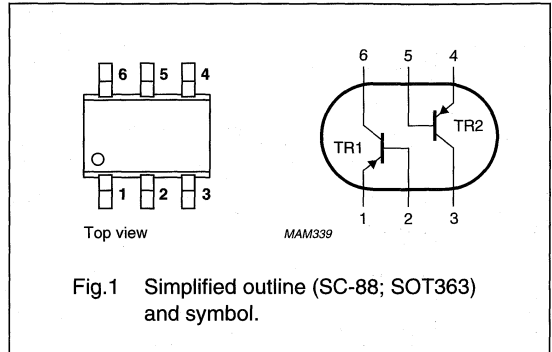 6 5 4
1 2 3
Top view
6 5 4
TR1 TR2
1 2 3
MAM339
Fig.1 Simplified outline (SC-88; SOT363)
and symbol.